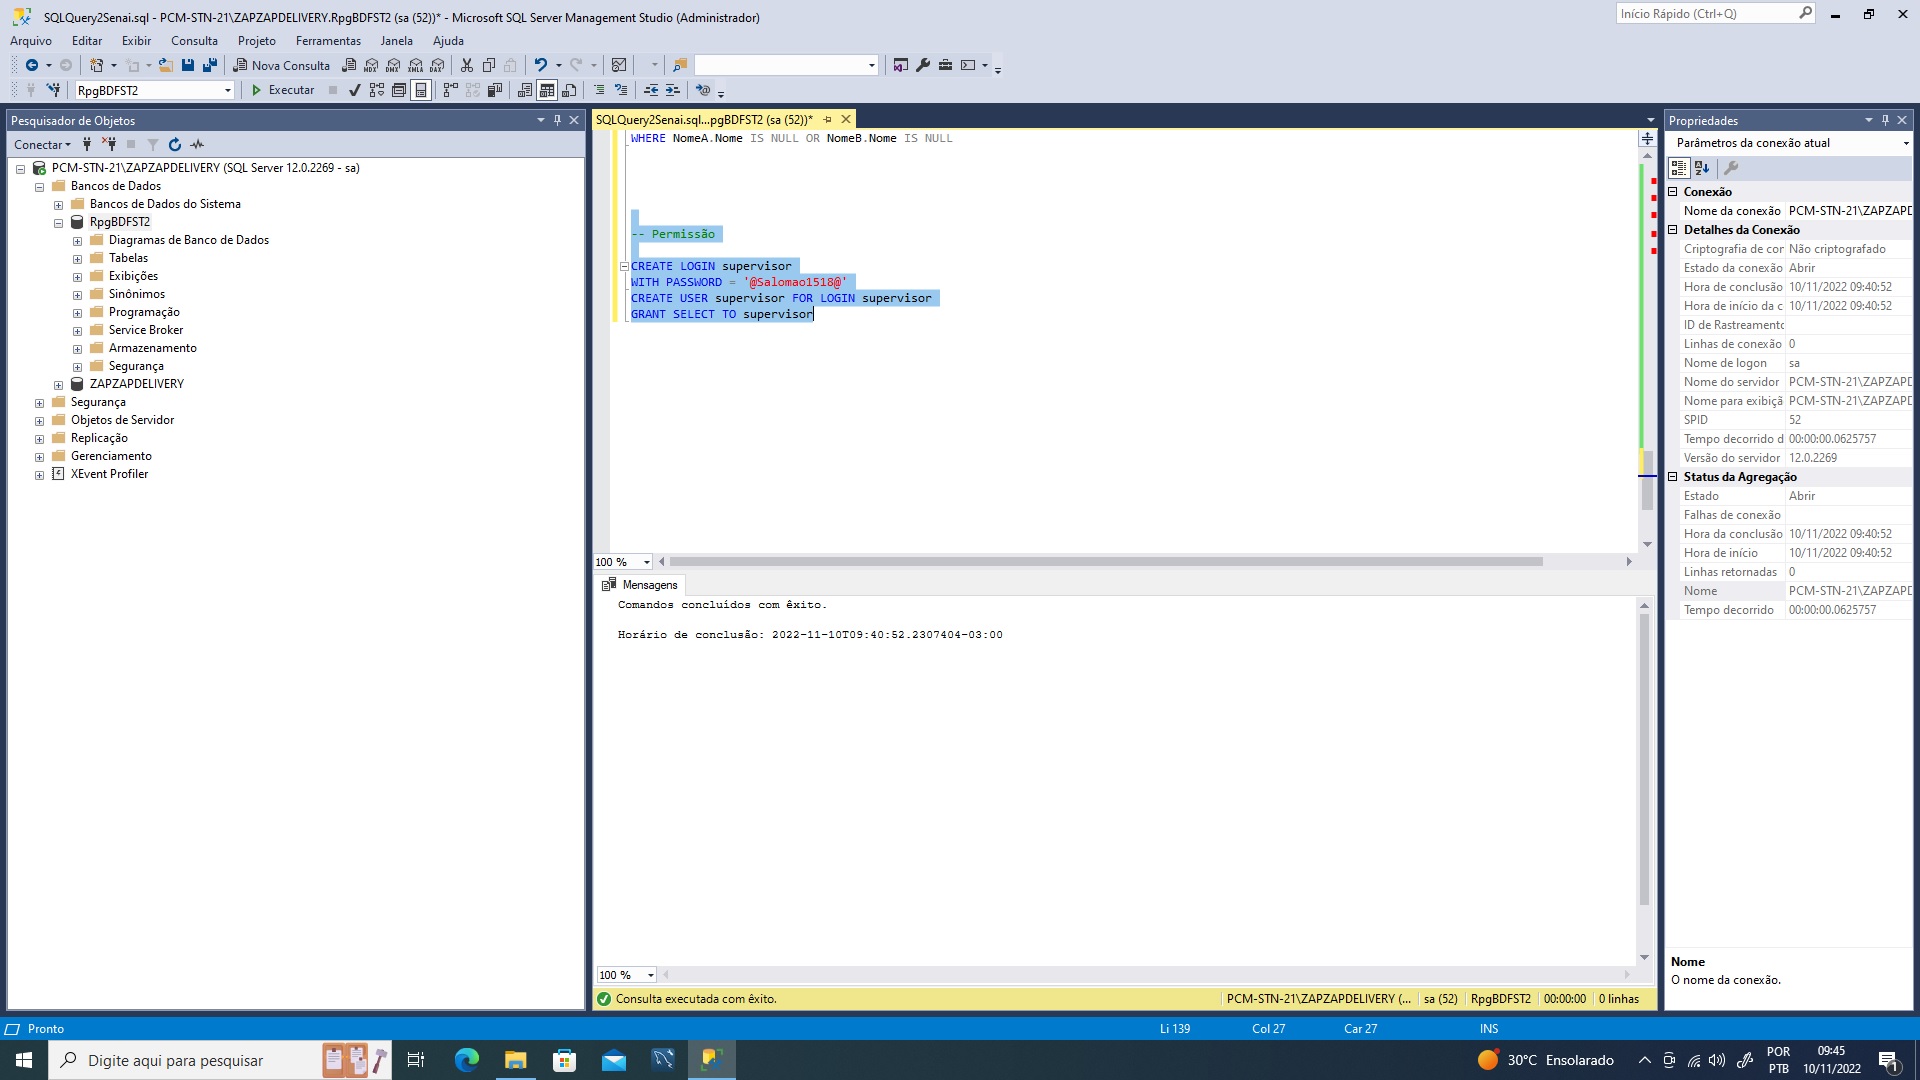 SQLQuery2Senai.sql - PCM-STN-21\ZAPZAPDELIVERY.RpgBDFST2 (sa (52))* - Microsoft SQL Server Management Studio (Administrador)
Início Rápido (Ctrl+Q)
Arquivo Editar Exibir Consulta Projeto Ferramentas Janela Ajuda
Nova Consulta
RpgBDFST2
Executar
Pesquisador de Objetos
Conectar
PCM-STN-21\ZAPZAPDELIVERY (SQL Server 12.0.2269 - sa)
Bancos de Dados
Bancos de Dados do Sistema
RpgBDFST2
Diagramas de Banco de Dados
Tabelas
Exibições
Sinônimos
Programação
Service Broker
Armazenamento
Segurança
ZAPZAPDELIVERY
Segurança
Objetos de Servidor
Replicação
Gerenciamento
XEvent Profiler
SQLQuery2Senai.sql...pgBDFST2 (sa (52))*
WHERE NomeA.Nome IS NULL OR NomeB.Nome IS NULL
-- Permissão
CREATE LOGIN supervisor
WITH PASSWORD = '@Salomao1518@'
CREATE USER supervisor FOR LOGIN supervisor
GRANT SELECT TO supervisor
100 %
Mensagens
Comandos concluídos com êxito.
Horário de conclusão: 2022-11-10T09:40:52.2307404-03:00
100 %
Consulta executada com êxito.
PCM-STN-21\ZAPZAPDELIVERY (... sa (52) RpgBDFST2 00:00:00 0 linhas
Propriedades
Parâmetros da conexão atual
Conexão
Nome da conexão PCM-STN-21\ZAPZAPD
Detalhes da Conexão
Criptografia de cor Não criptografado
Estado da conexão Abrir
Hora de conclusão 10/11/2022 09:40:52
Hora de início da c 10/11/2022 09:40:52
ID de Rastreamento
Linhas de conexão 0
Nome de logon sa
Nome do servidor PCM-STN-21\ZAPZAPD
Nome para exibiçã PCM-STN-21\ZAPZAPD
SPID 52
Tempo decorrido d 00:00:00.0625757
Versão do servidor 12.0.2269
Status da Agregação
Estado Abrir
Falhas de conexão
Hora da conclusão 10/11/2022 09:40:52
Hora de início 10/11/2022 09:40:52
Linhas retornadas 0
Nome PCM-STN-21\ZAPZAPD
Tempo decorrido 00:00:00.0625757
Nome
O nome da conexão.
Pronto
Li 139 Col 27 Car 27 INS
Digite aqui para pesquisar
30°C Ensolarado
POR
PTB
09:45
10/11/2022
1